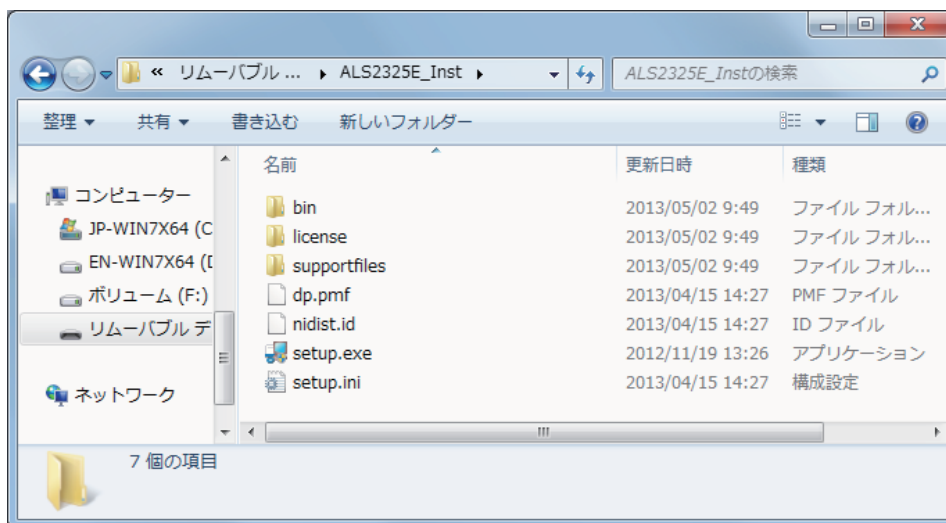 « リムーバブル ... ▸ ALS2325E_Inst ▸ ALS2325E_Instの検索
整理 ▼ 共有 ▼ 書き込む 新しいフォルダー
名前 更新日時 種類
コンピューター
JP-WIN7X64 (C
EN-WIN7X64 (D
ボリューム (F:)
リムーバブル デ
ネットワーク
bin 2013/05/02 9:49 ファイル フォル...
license 2013/05/02 9:49 ファイル フォル...
supportfiles 2013/05/02 9:49 ファイル フォル...
dp.pmf 2013/04/15 14:27 PMF ファイル
nidist.id 2013/04/15 14:27 ID ファイル
setup.exe 2012/11/19 13:26 アプリケーション
setup.ini 2013/04/15 14:27 構成設定
7 個の項目